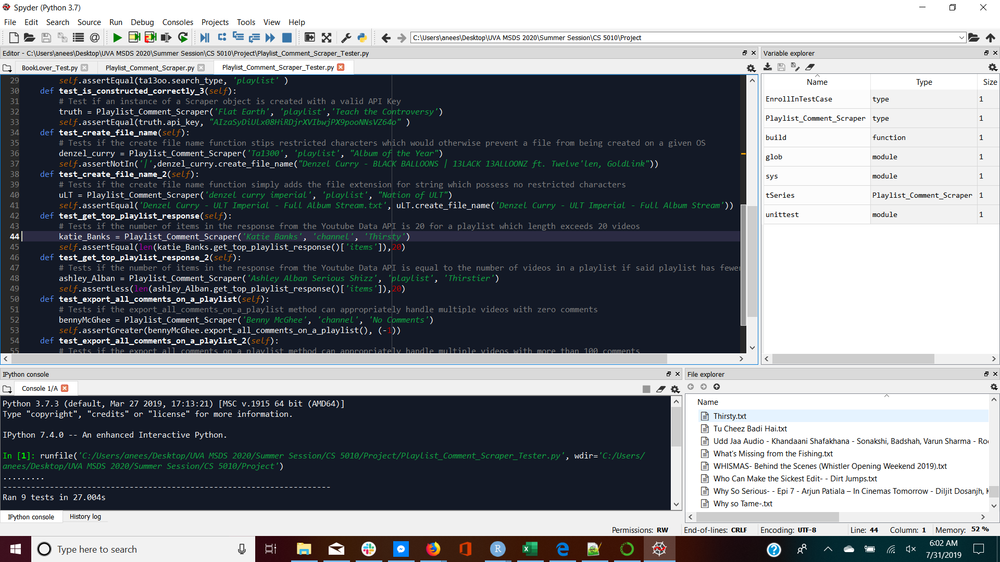 Spyder (Python 3.7)
File Edit Search Source Run Debug Consoles Projects Tools View Help
C:\Users\anees\Desktop\UVA MSDS 2020\Summer Session\CS 5010\Project
Editor - C:\Users\anees\Desktop\UVA MSDS 2020\Summer Session\CS 5010\Project\Playlist_Comment_Scraper_Tester.py
BookLover_Test.py Playlist_Comment_Scraper.py Playlist_Comment_Scraper_Tester.py
29 self.assertEqual(ta13oo.search_type, 'playlist' )
30 def test_is_constructed_correctly_3(self):
31 # Test if an instance of a Scraper object is created with a valid API Key
32 truth = Playlist_Comment_Scraper('Flat Earth', 'playlist','Teach the Controversy')
33 self.assertEqual(truth.api_key, "AIzaSyDiUlx08HiRDjrXVIbwjPX9pooNNsVZ64o" )
34 def test_create_file_name(self):
35 # Tests if the create file name function stips restricted characters which would otherwise prevent a file from being created on a given OS
36 denzel_curry = Playlist_Comment_Scraper('Ta1300', 'playlist', "Album of the Year")
37 self.assertNotIn('|',denzel_curry.create_file_name("Denzel Curry - BLACK BALLOONS | 13LACK 13ALLOONZ ft. Twelve'len, GoldLink"))
38 def test_create_file_name_2(self):
39 # Tests if the create file name function simply adds the file extension for string which possess no restricted characters
40 uLT = Playlist_Comment_Scraper('denzel curry imperial', 'playlist', "Nation of ULT")
41 self.assertEqual('Denzel Curry - ULT Imperial - Full Album Stream.txt', uLT.create_file_name('Denzel Curry - ULT Imperial - Full Album Stream'))
42 def test_get_top_playlist_response(self):
43 # Tests if the number of items in the response from the Youtube Data API is 20 for a playlist which length exceeds 20 videos
44 katie_Banks = Playlist_Comment_Scraper('Katie Banks', 'channel', 'Thirsty')
45 self.assertEqual(len(katie_Banks.get_top_playlist_response()['items']),20)
46 def test_get_top_playlist_response_2(self):
47 # Tests if the number of items in the response from the Youtube Data API is equal to the number of videos in a playlist if said playlist has fewer
48 ashley_Alban = Playlist_Comment_Scraper('Ashley Alban Serious Shizz', 'playlist', 'Thirstier')
49 self.assertLess(len(ashley_Alban.get_top_playlist_response()['items']),20)
50 def test_export_all_comments_on_a_playlist(self):
51 # Tests if the export_all_comments_on_a_playlist method can appropriately handle multiple videos with zero comments
52 bennyMcGhee = Playlist_Comment_Scraper('Benny McGhee', 'channel', 'No Comments')
53 self.assertGreater(bennyMcGhee.export_all_comments_on_a_playlist(), (-1))
54 def test_export_all_comments_on_a_playlist_2(self):
55 # Tests if the export all comments on a playlist method can appropriately handle multiple videos with more than 100 comments
Variable explorer
Name Type Size
EnrollInTestCase type 1
Playlist_Comment_Scraper type 1
build function 1
glob module 1
sys module 1
tSeries Playlist_Comment_Scraper 1
unittest module 1
IPython console
Console 1/A
Python 3.7.3 (default, Mar 27 2019, 17:13:21) [MSC v.1915 64 bit (AMD64)]
Type "copyright", "credits" or "license" for more information.
IPython 7.4.0 -- An enhanced Interactive Python.
In [1]: runfile('C:/Users/anees/Desktop/UVA MSDS 2020/Summer Session/CS 5010/Project/Playlist_Comment_Scraper_Tester.py', wdir='C:/Users/
anees/Desktop/UVA MSDS 2020/Summer Session/CS 5010/Project')
.........
----------------------------------------------------------------------
Ran 9 tests in 27.004s
IPython console History log
File explorer
Name
Thirsty.txt
Tu Cheez Badi Hai.txt
Udd Jaa Audio - Khandaani Shafakhana - Sonakshi, Badshah, Varun Sharma - Ro
What's Missing from the Fishing.txt
WHISMAS- Behind the Scenes (Whistler Opening Weekend 2019).txt
Who Can Make the Sickest Edit- - Dirt Jumps.txt
Why So Serious- - Epi 7 - Arjun Patiala – In Cinemas Tomorrow - Diljit Dosanjh, K
Why so Tame-.txt
Permissions: RW End-of-lines: CRLF Encoding: UTF-8 Line: 44 Column: 1 Memory: 52 %
Type here to search
6:02 AM
7/31/2019